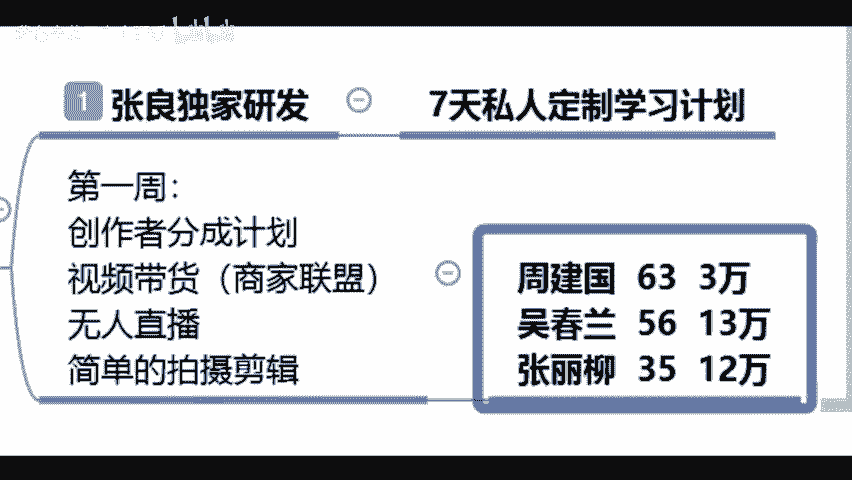 1 张良独家研发 7天私人定制学习计划
第一周：
创作者分成计划
视频带货（商家联盟）
无人直播
简单的拍摄剪辑
周建国 63 3万
吴春兰 56 13万
张丽柳 35 12万